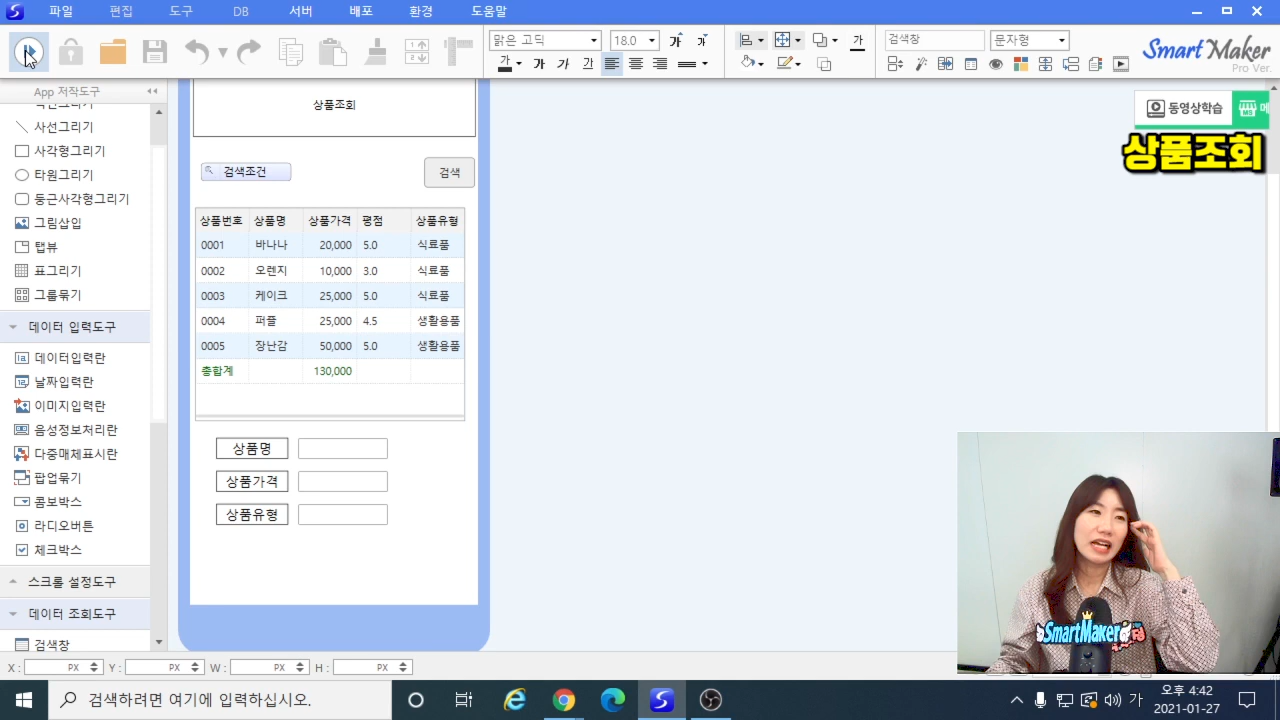 파일 편집 도구 DB 서버 배포 환경 도움말
맑은 고딕 18.0 가 가 가 검색창 문자형
가 가 가 가
Smart Maker
Pro Ver.
App 저작도구
사선그리기
사각형그리기
타원그리기
둥근사각형그리기
그림삽입
탭뷰
표그리기
그룹묶기
데이터 입력도구
데이터입력란
날짜입력란
이미지입력란
음성정보처리란
다중매체표시란
팝업묶기
콤보박스
라디오버튼
체크박스
스크롤 설정도구
데이터 조회도구
검색창
상품조회
검색조건 검색
상품번호 상품명 상품가격 평점 상품유형
0001 바나나 20,000 5.0 식료품
0002 오렌지 10,000 3.0 식료품
0003 케이크 25,000 5.0 식료품
0004 퍼즐 25,000 4.5 생활용품
0005 장난감 50,000 5.0 생활용품
총합계 130,000
상품명
상품가격
상품유형
동영상학습 메
상품조회
SmartMaker
X : PX Y : PX W : PX H : PX
검색하려면 여기에 입력하십시오.
가 오후 4:42
2021-01-27